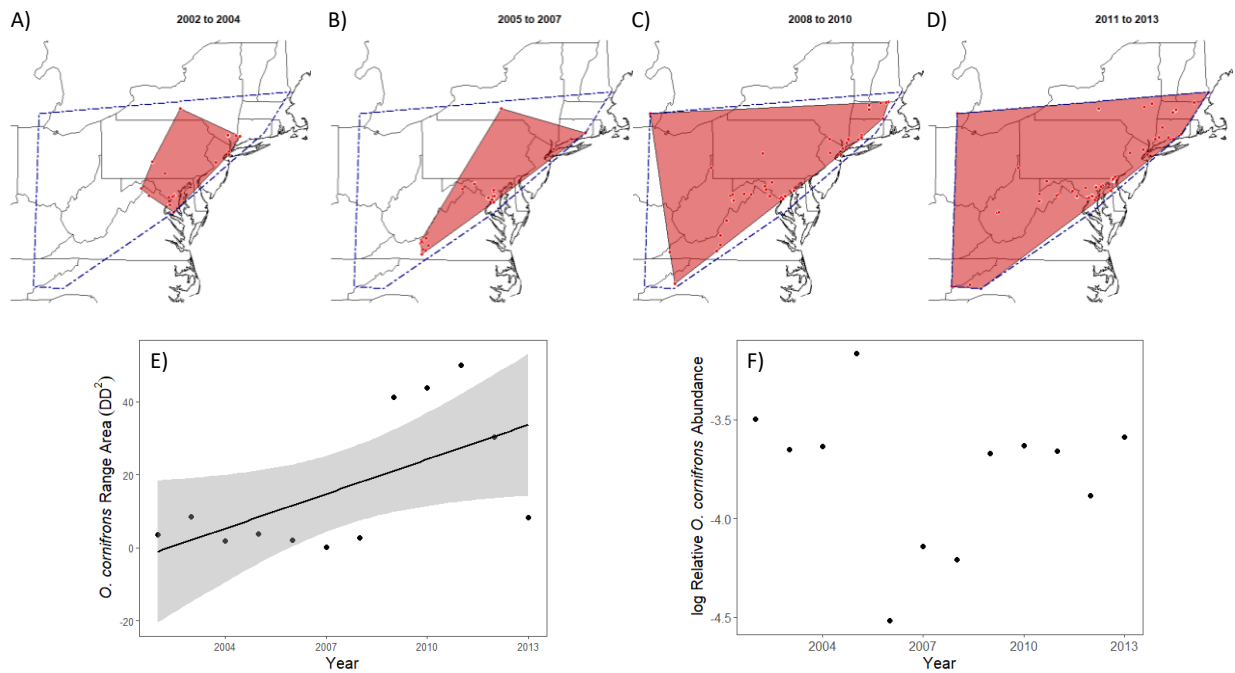 A) 2002 to 2004
B) 2005 to 2007
C) 2008 to 2010
D) 2011 to 2013
E)
O. cornifrons Range Area (DD²)
40
20
0
-20
2004 2007 2010 2013
Year
F)
log Relative O. cornifrons Abundance
-3.5
-4.0
-4.5
2004 2007 2010 2013
Year